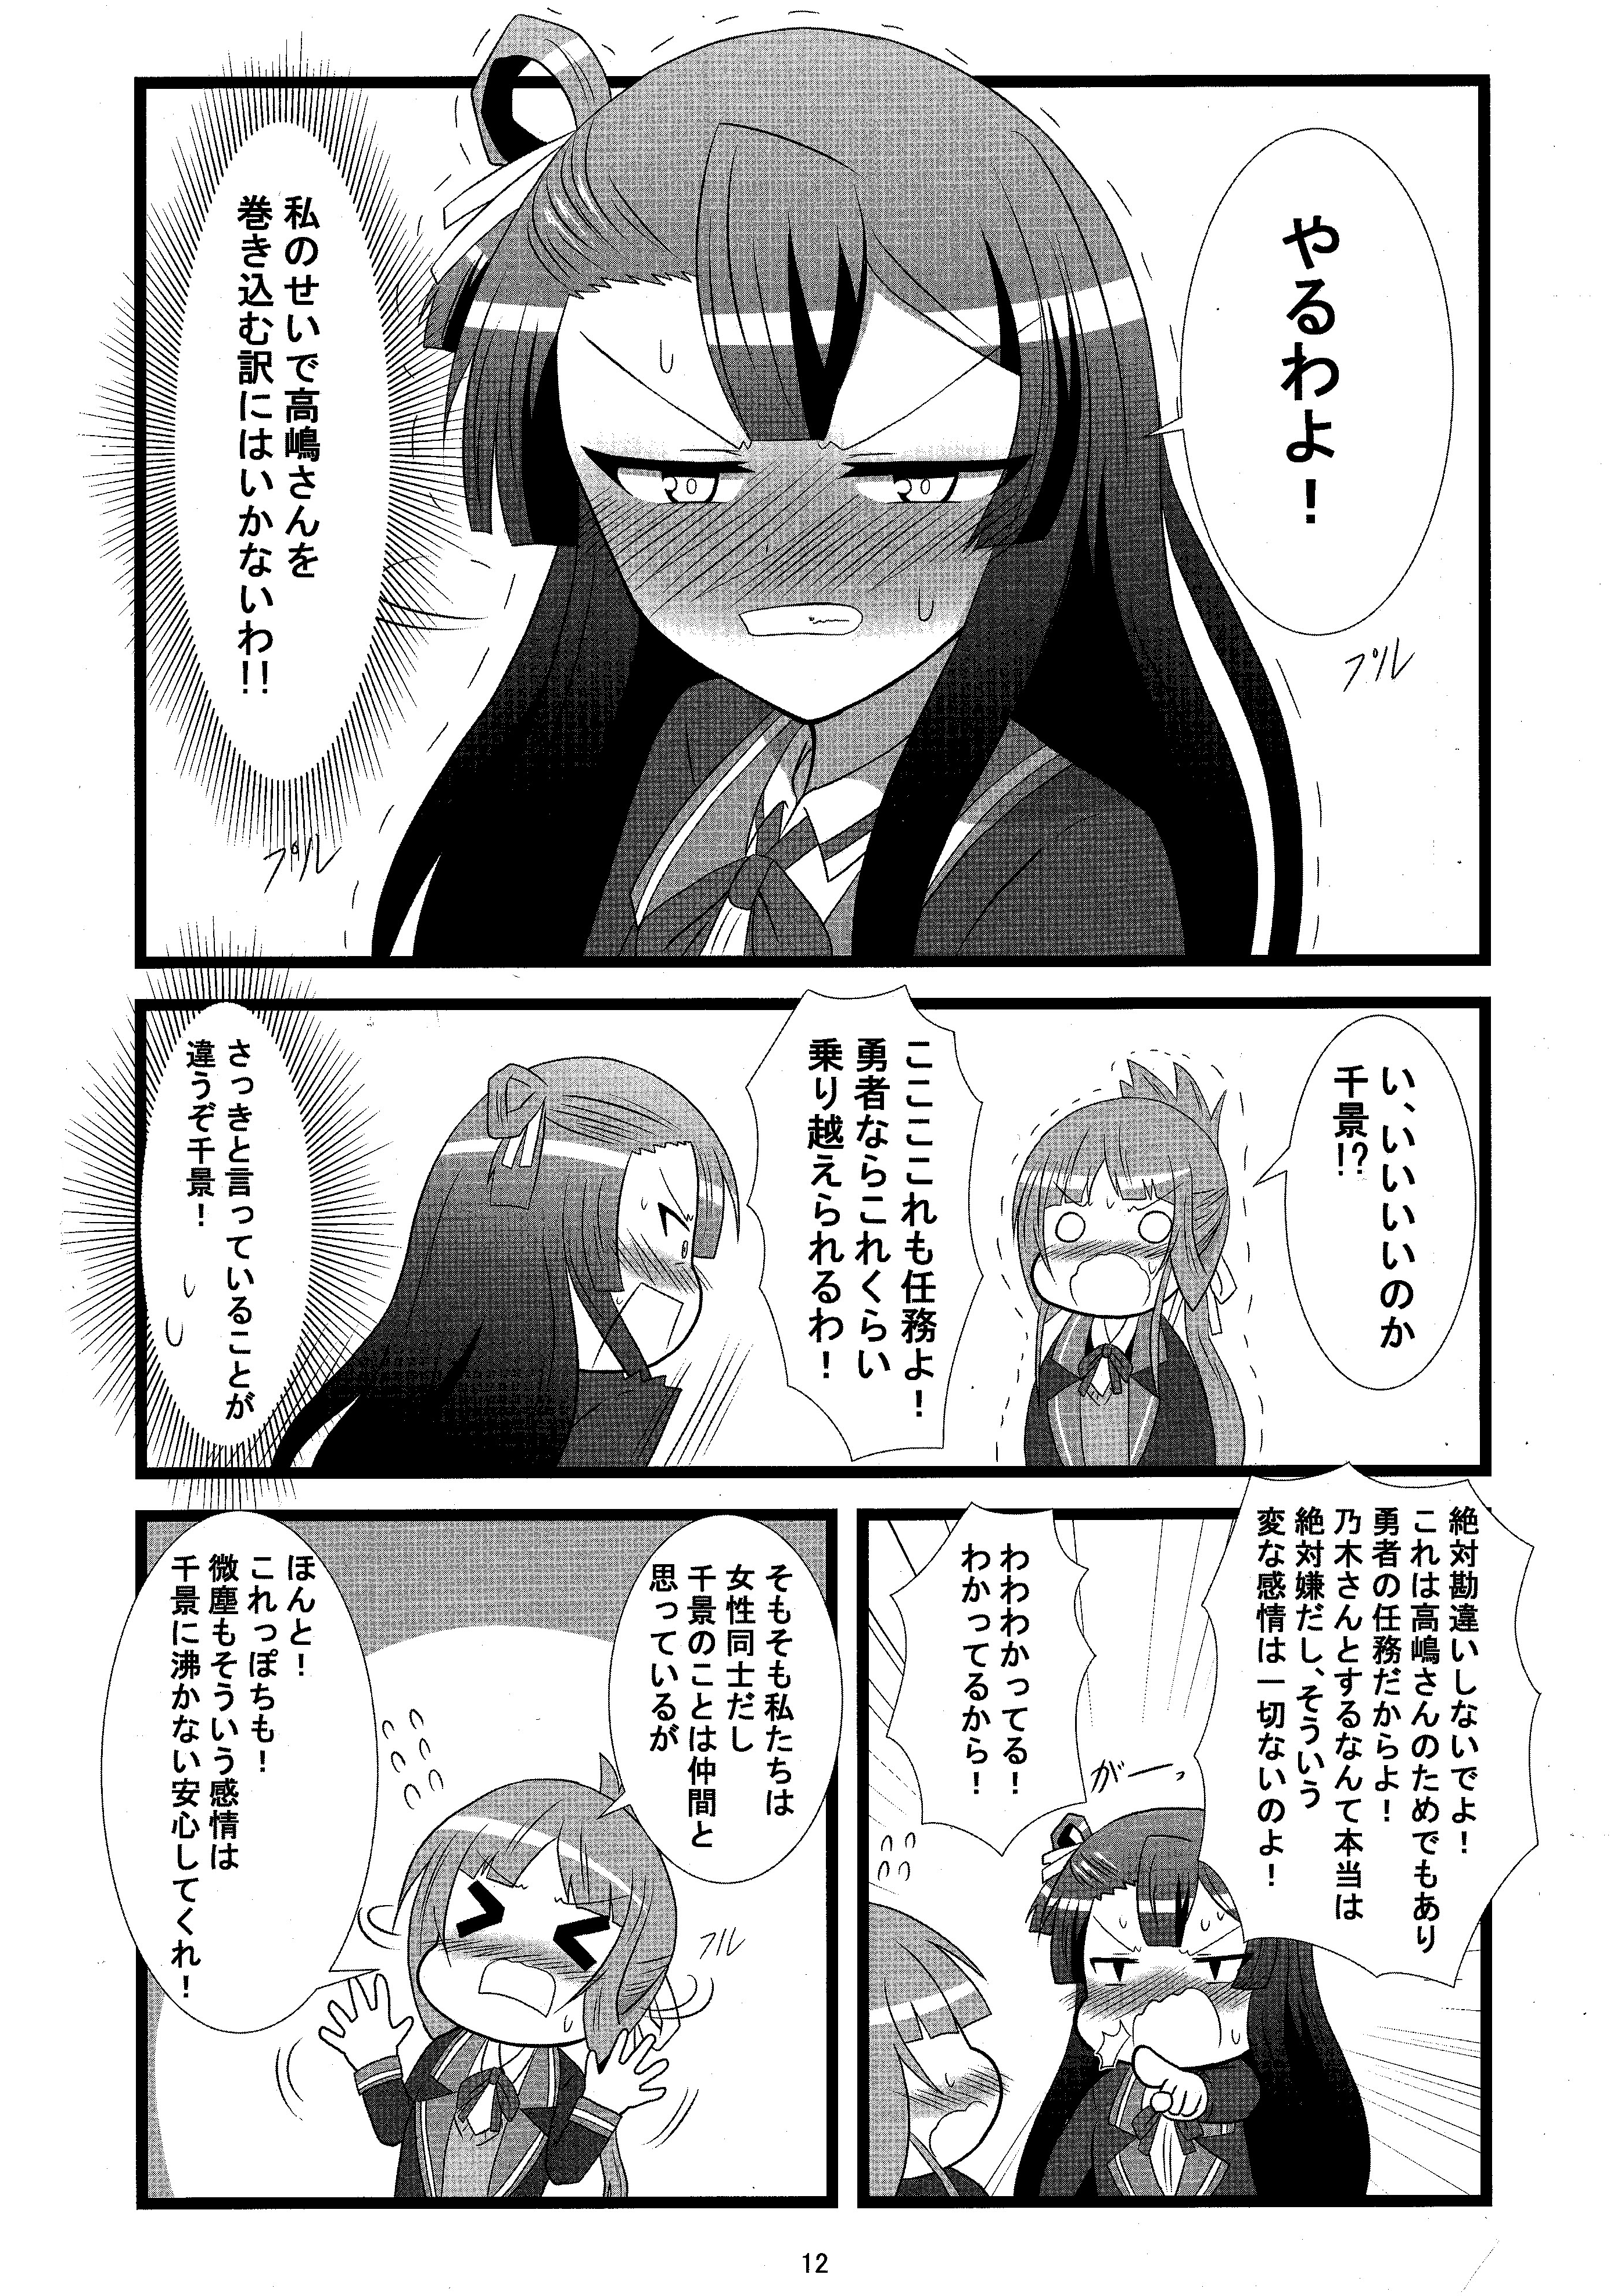 やるわよ！
プルル
私のせいで高嶋さんを
巻き込む訳にはいかないわ!!
プルル
い、いいいいのか
千景!?
ここここれも任務よ！
勇者ならこれくらい
乗り越えられるわ！
さっきと言っていることが
違うぞ千景！
絶対勘違いしないでよ！
これは高嶋さんのためでもあり
勇者の任務だからよ！
乃木さんとするなんて本当は
絶対嫌だし、そういう
変な感情は一切ないのよ！
がーっ
わわわかってる！
わかってるから！
そもそも私たちは
女性同士だし
千景のことは仲間と
思っているが
ほんと！
これっぽちも！
微塵もそういう感情は
千景に沸かない安心してくれ！
フルル
12